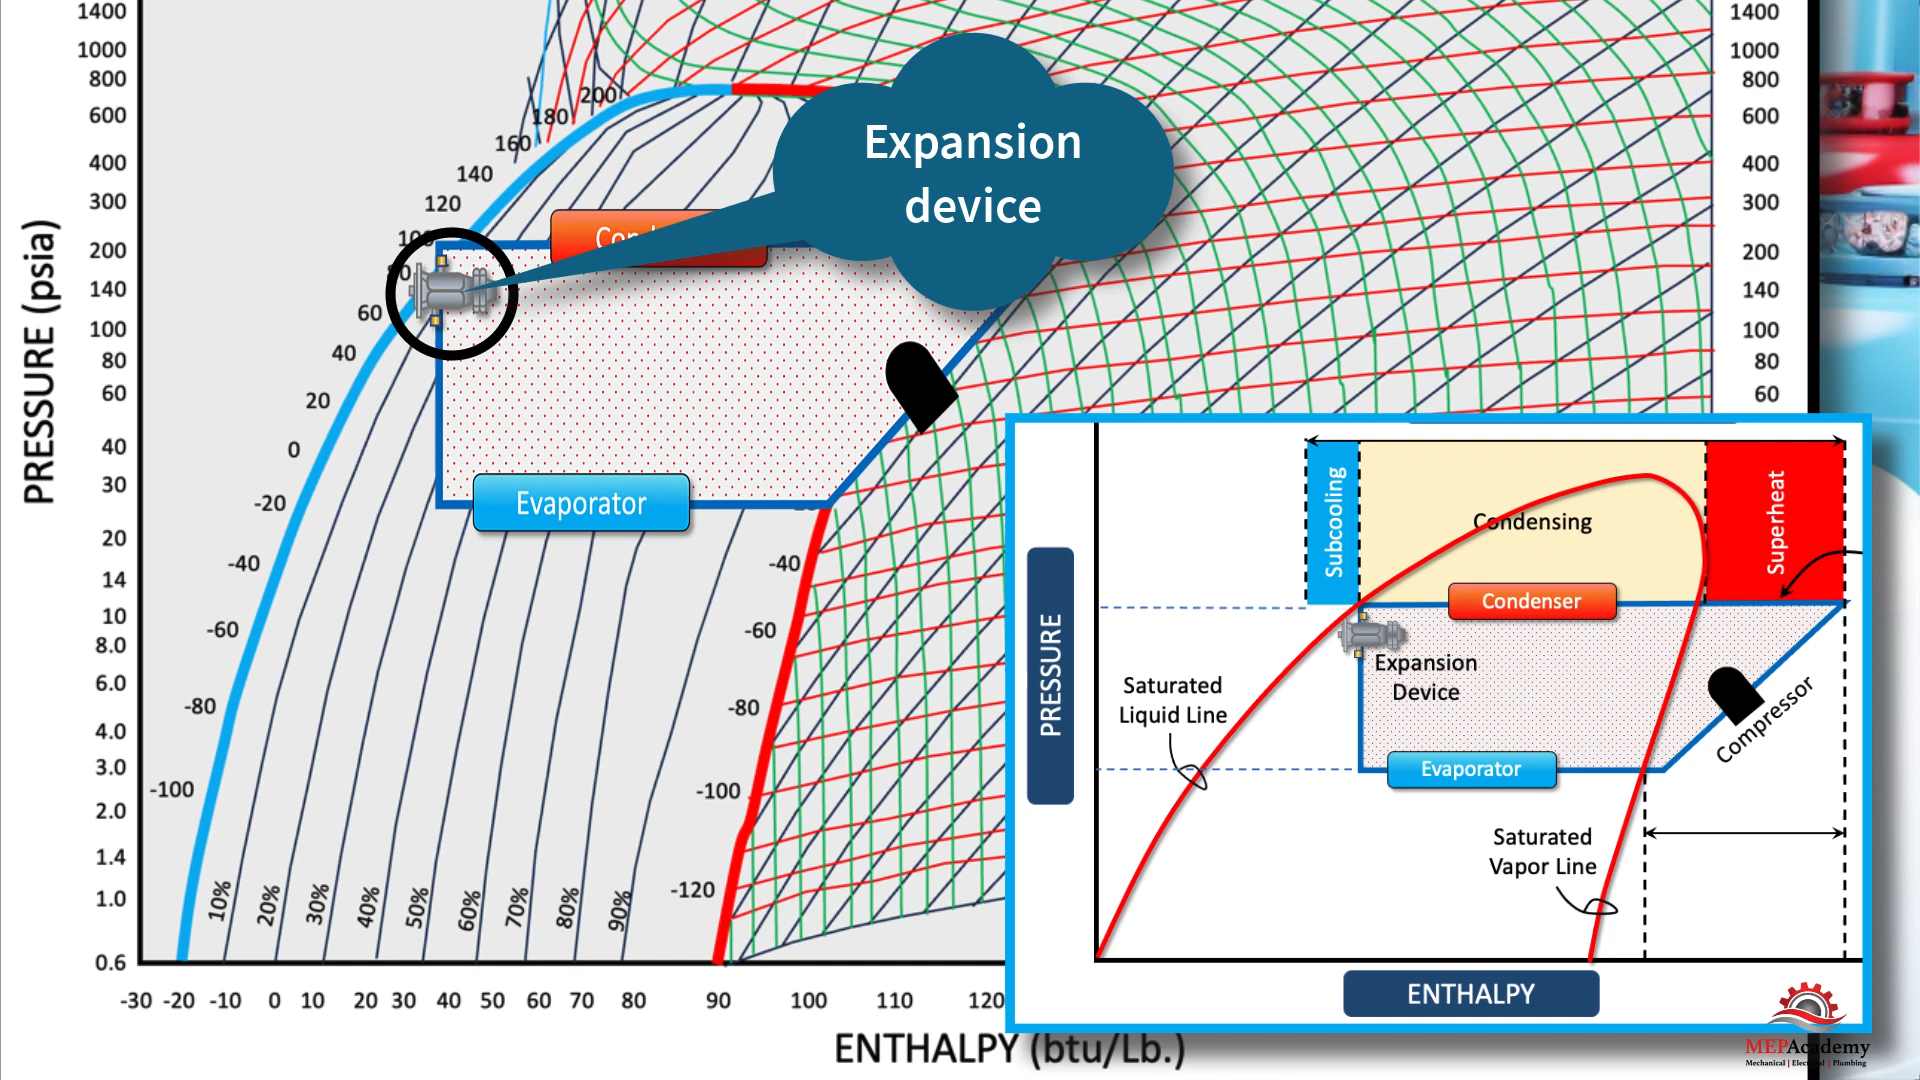 PRESSURE (psia)
1400
1000
800
600
400
300
200
140
100
80
60
40
30
20
14
10
8.0
6.0
4.0
3.0
2.0
1.4
1.0
0.6
200
180
160
140
120
60
40
20
0
-20
-40
-60
-80
-100
Expansion
device
Evaporator
-40
-60
-80
-100
-120
10%
20%
30%
40%
50%
60%
70%
80%
90%
-30 -20 -10 0 10 20 30 40 50 60 70 80 90 100 110 120
ENTHALPY (btu/Lb.)
1400
1000
800
600
400
300
200
140
100
80
60
Subcooling
Condensing
Superheat
Condenser
PRESSURE
Expansion
Device
Saturated
Liquid Line
Compressor
Evaporator
Saturated
Vapor Line
ENTHALPY
MEPAcademy
Mechanical | Electrical | Plumbing